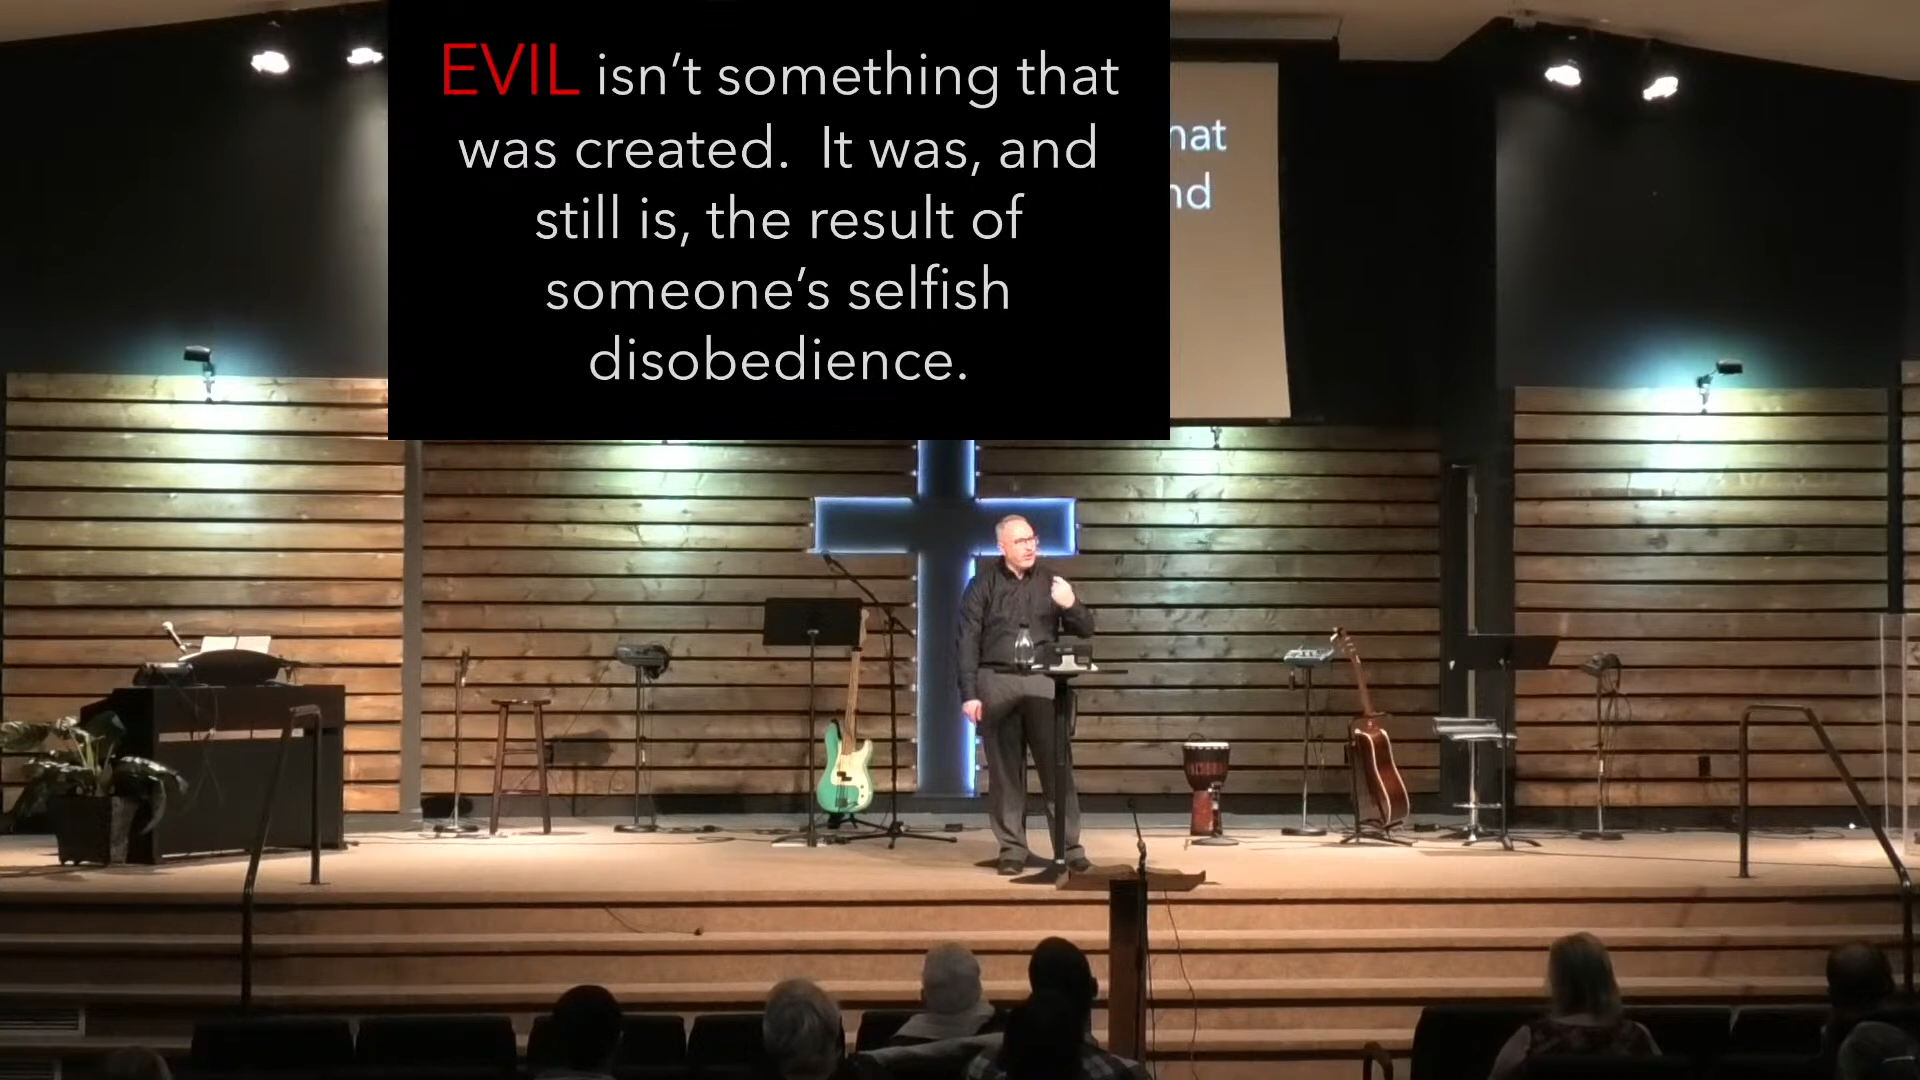 EVIL isn’t something that
was created.  It was, and
still is, the result of
someone’s selfish
disobedience.